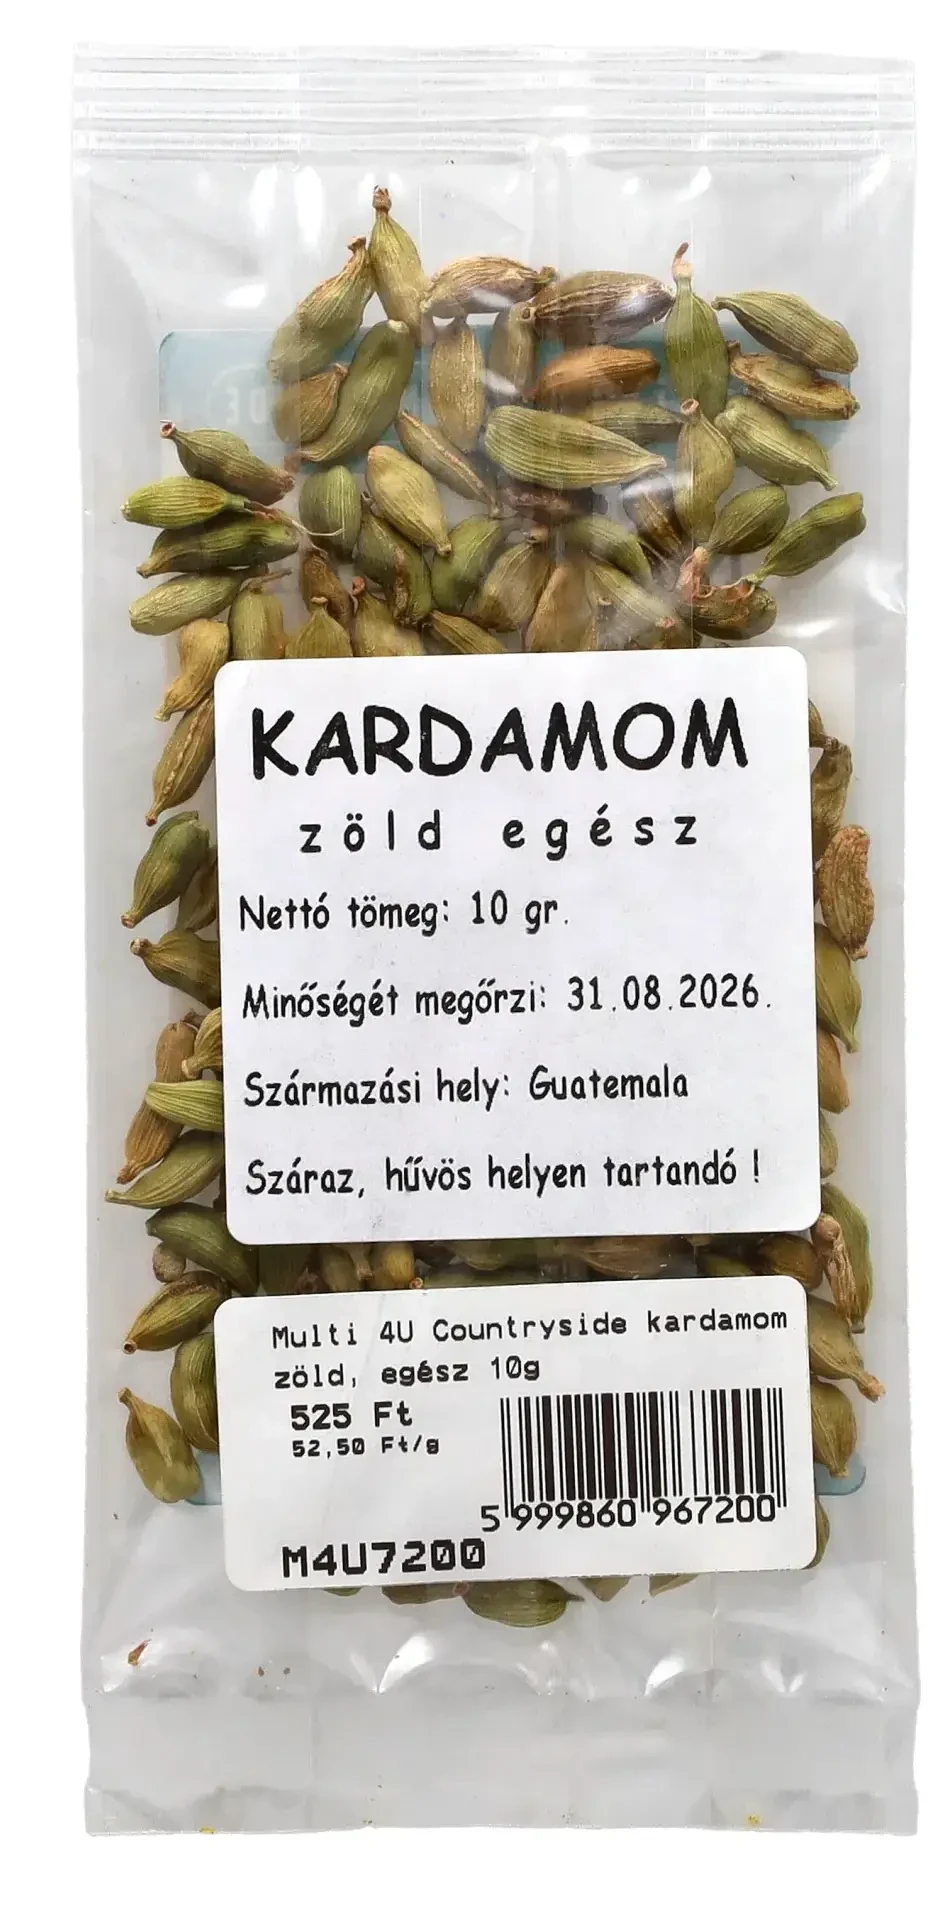 KARDAMOM
zöld egész
Nettó tömeg: 10 gr.
Minőségét megőrzi: 31.08.2026.
Származási hely: Guatemala
Száraz, hűvös helyen tartandó !
Multi 4U Countryside kardamom
zöld, egész 10g
525 Ft
52,50 Ft/g
5 999860 967200
M4U7200